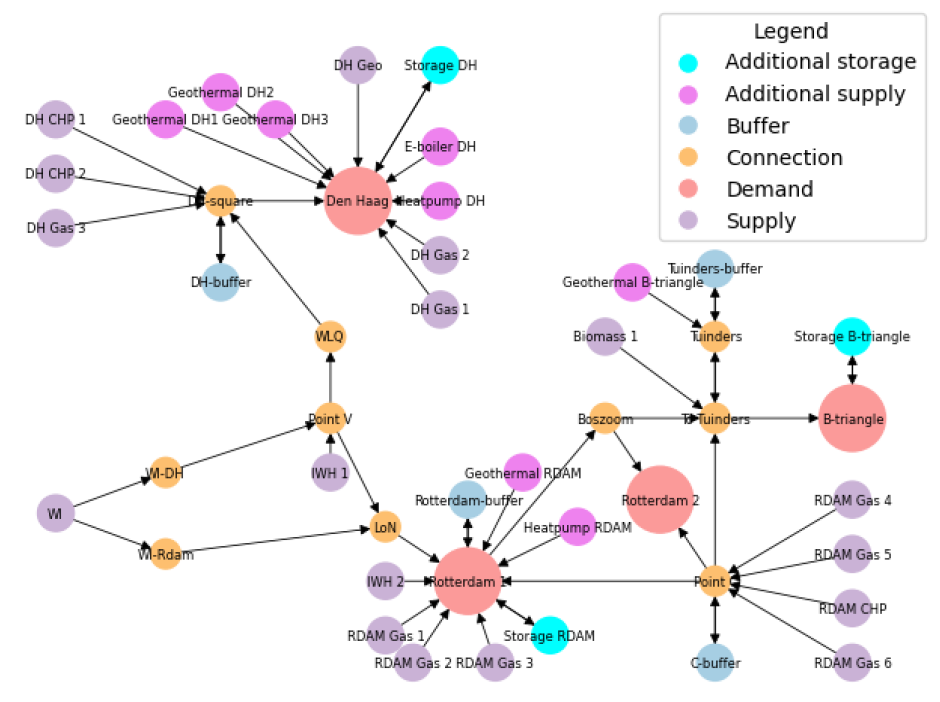 Legend
Additional storage
Additional supply
Buffer
Connection
Demand
Supply
DH Geo
Storage DH
Geothermal DH2
Geothermal DH1
Geothermal DH3
DH CHP 1
E-boiler DH
DH CHP 2
DH-square
Den Haag
Heatpump DH
DH Gas 3
DH Gas 2
DH-buffer
DH Gas 1
Tuinders-buffer
Geothermal B-triangle
WLQ
Biomass 1
Tuinders
Storage B-triangle
Point V
Boszoom
Tuinders
B-triangle
WI-DH
IWH 1
Geothermal RDAM
Rotterdam-buffer
Rotterdam 2
RDAM Gas 4
WI
LoN
Heatpump RDAM
WI-Rdam
RDAM Gas 5
IWH 2
Rotterdam 1
Point
RDAM CHP
RDAM Gas 1
Storage RDAM
RDAM Gas 2
RDAM Gas 3
C-buffer
RDAM Gas 6